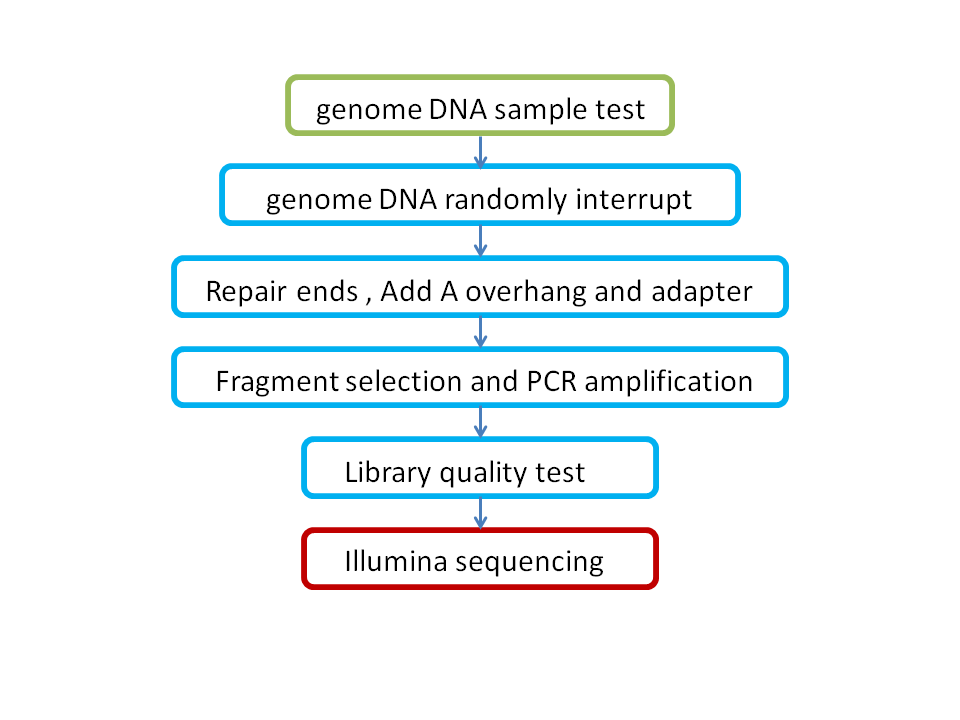 genome DNA sample test
genome DNA randomly interrupt
Repair ends , Add A overhang and adapter
Fragment selection and PCR amplification
Library quality test
Illumina sequencing